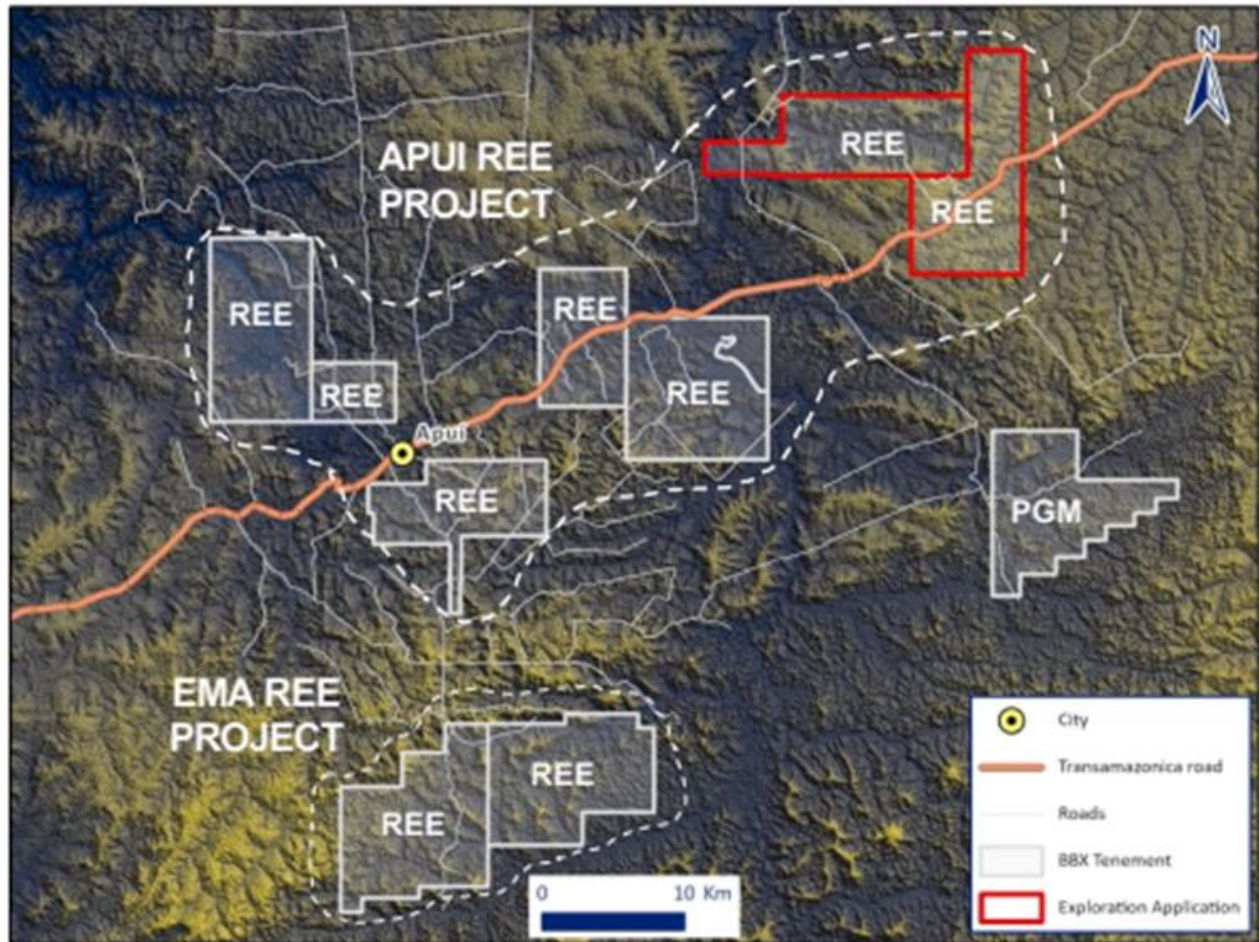 N
APUI REE
PROJECT
REE
REE
REE
REE
REE
REE
Apui
REE
PGM
EMA REE
PROJECT
REE
REE
0 10 Km
City
Transamazonica road
Roads
BBX Tenement
Exploration Application